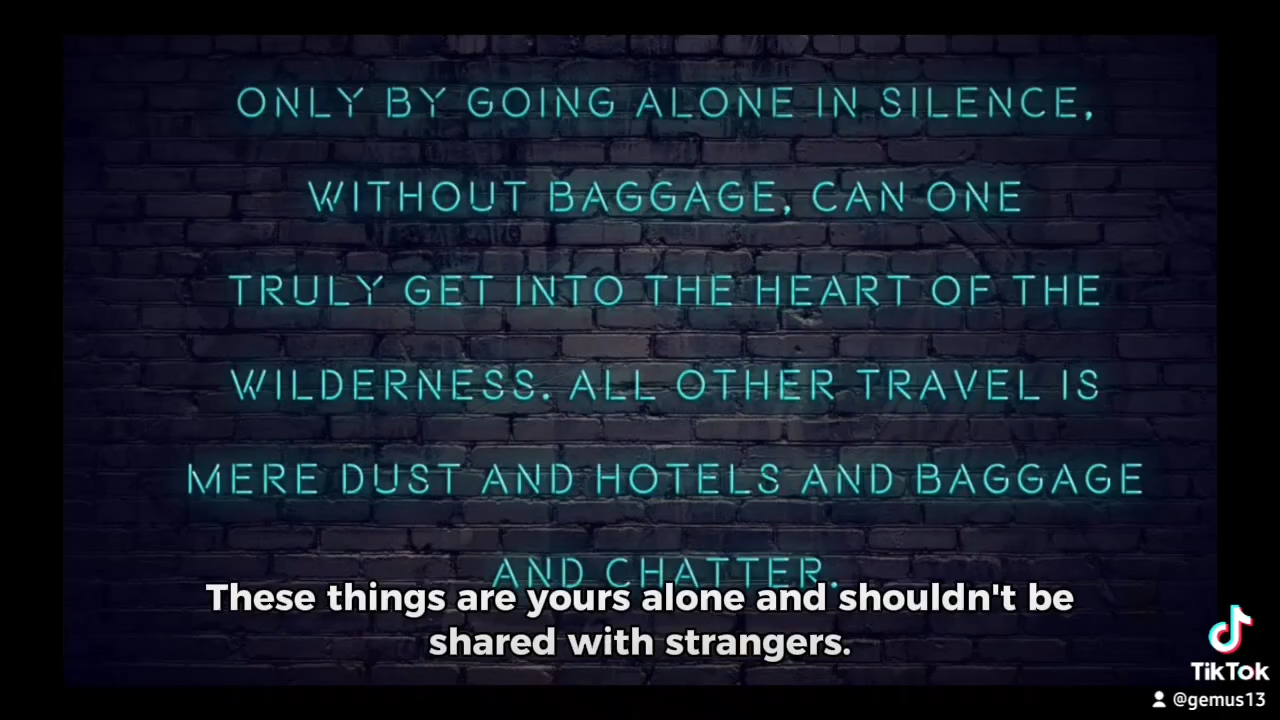 ONLY BY GOING ALONE IN SILENCE,
WITHOUT BAGGAGE, CAN ONE
TRULY GET INTO THE HEART OF THE
WILDERNESS. ALL OTHER TRAVEL IS
MERE DUST AND HOTELS AND BAGGAGE
AND CHATTER.
These things are yours alone and shouldn't be
shared with strangers.
TikTok
@gemus13